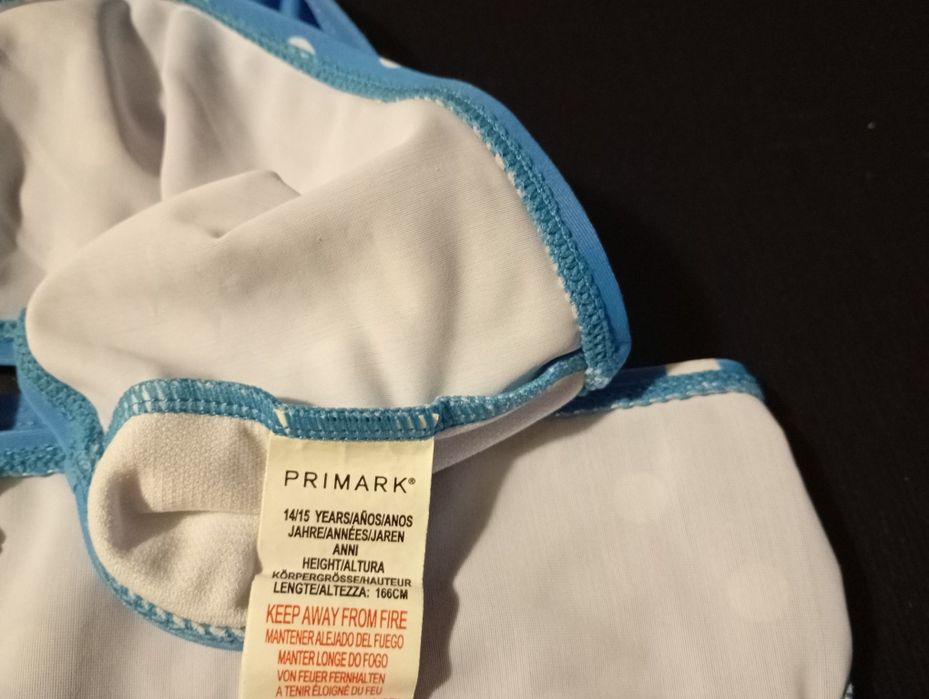 PRIMARK®
14/15 YEARS/AÑOS/ANOS
JAHRE/ANNÉES/JAREN
ANNI
HEIGHT/ALTURA
KÖRPERGRÖSSE/HAUTEUR
LENGTE/ALTEZZA: 166CM
KEEP AWAY FROM FIRE
MANTENER ALEJADO DEL FUEGO
MANTER LONGE DO FOGO
VON FEUER FERNHALTEN
A TENIR ÉLOIGNÉ DU FEU